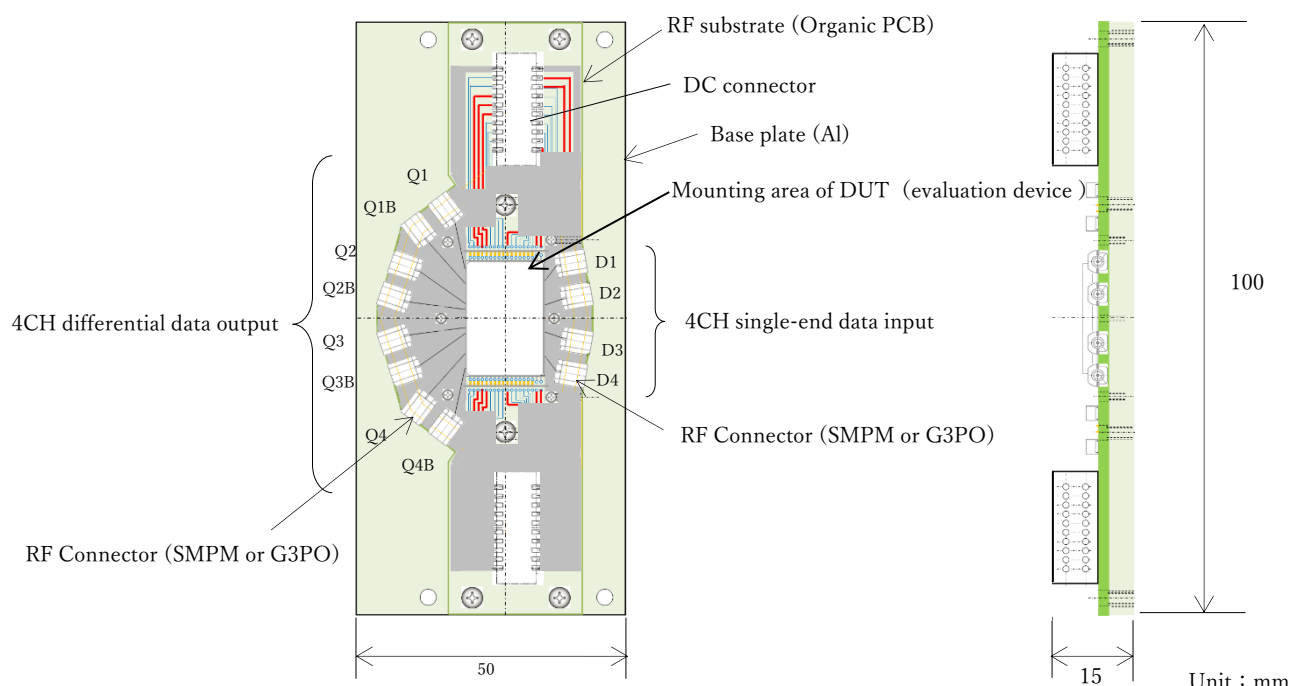 RF substrate (Organic PCB)
DC connector
Base plate (Al)
Mounting area of DUT（evaluation device）
Q1
Q1B
Q2
Q2B
Q3
Q3B
Q4
Q4B
4CH differential data output
D1
D2
D3
D4
4CH single-end data input
RF Connector (SMPM or G3PO)
RF Connector (SMPM or G3PO)
50
100
15
Unit：mm